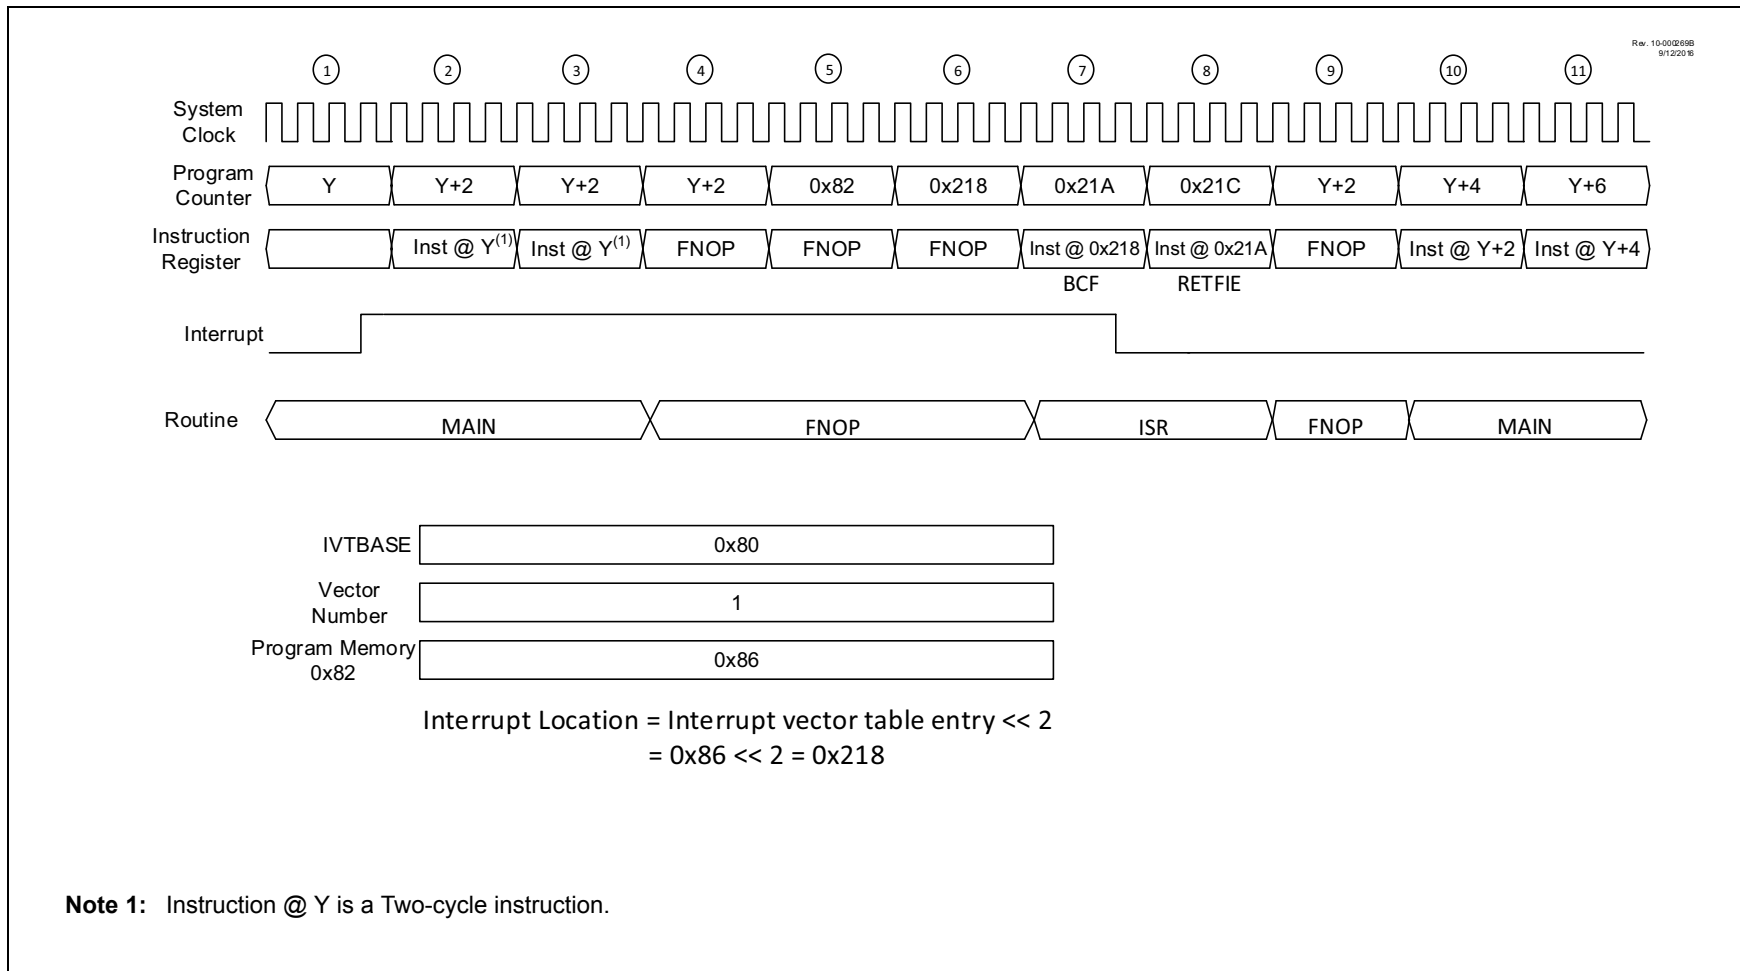 Rev. 10-000269B
9/12/2016
1 2 3 4 5 6 7 8 9 10 11
System
Clock
Program
Counter
Y Y+2 Y+2 Y+2 0x82 0x218 0x21A 0x21C Y+2 Y+4 Y+6
Instruction
Register
Inst @ Y(1) Inst @ Y(1) FNOP FNOP FNOP Inst @ 0x218 Inst @ 0x21A FNOP Inst @ Y+2 Inst @ Y+4
BCF RETFIE
Interrupt
Routine MAIN FNOP ISR FNOP MAIN
IVTBASE 0x80
Vector
Number
1
Program Memory
0x82
0x86
Interrupt Location = Interrupt vector table entry << 2
= 0x86 << 2 = 0x218
Note 1: Instruction @ Y is a Two-cycle instruction.